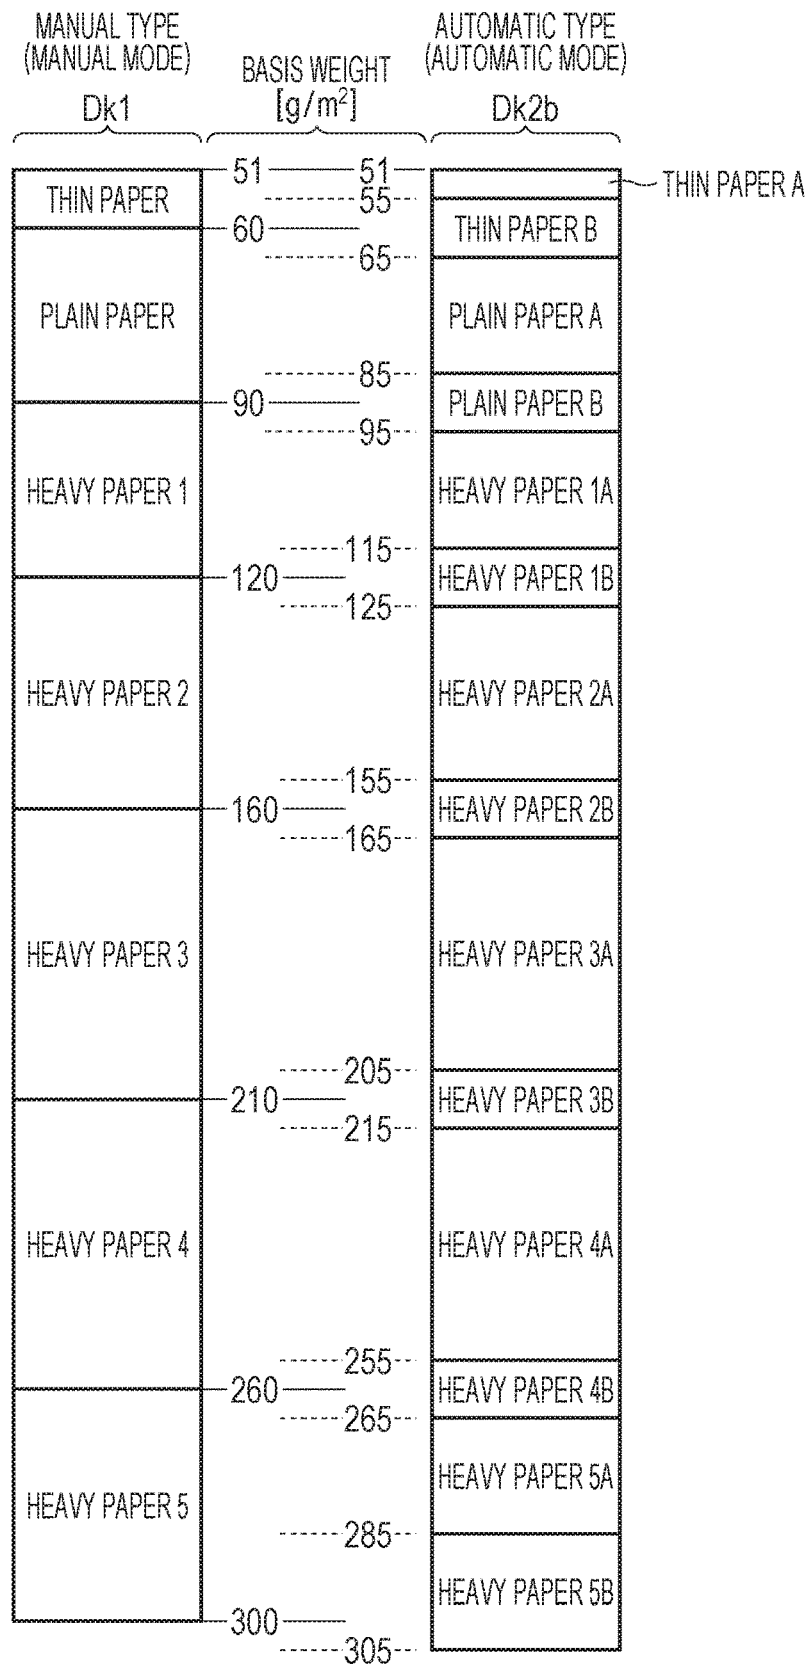 MANUAL TYPE
(MANUAL MODE)
Dk1
BASIS WEIGHT
[g/m²]
AUTOMATIC TYPE
(AUTOMATIC MODE)
Dk2b
51 51
THIN PAPER A
THIN PAPER
55
60
THIN PAPER B
65
PLAIN PAPER
PLAIN PAPER A
85
90
PLAIN PAPER B
95
HEAVY PAPER 1
HEAVY PAPER 1A
115
120
HEAVY PAPER 1B
125
HEAVY PAPER 2
HEAVY PAPER 2A
155
160
HEAVY PAPER 2B
165
HEAVY PAPER 3
HEAVY PAPER 3A
205
210
HEAVY PAPER 3B
215
HEAVY PAPER 4
HEAVY PAPER 4A
255
260
HEAVY PAPER 4B
265
HEAVY PAPER 5A
HEAVY PAPER 5
285
HEAVY PAPER 5B
300
305